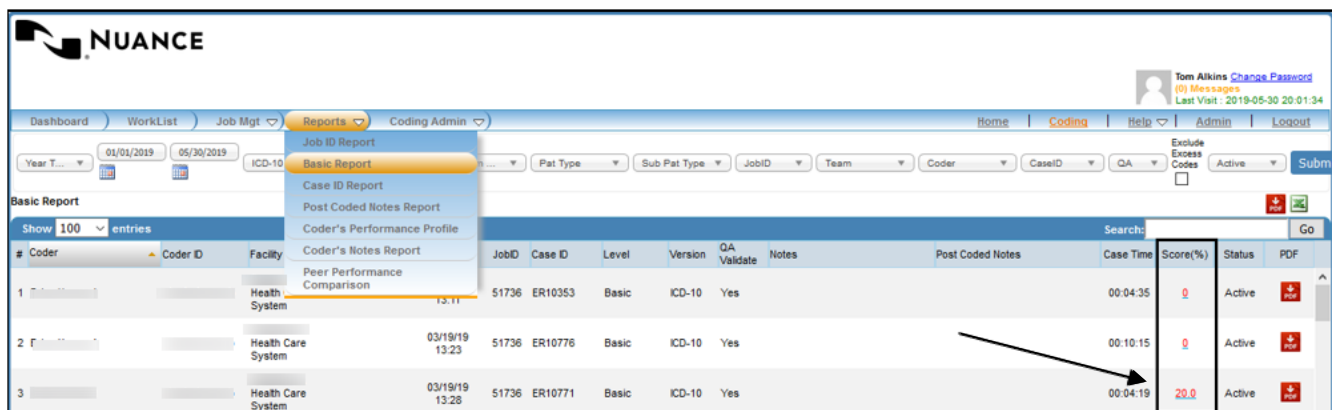 NUANCE
Tom Alkins Change Password
(0) Messages
Last Visit : 2019-05-30 20:01:34
Dashboard WorkList Job Mgt Reports Coding Admin Home | Coding | Help | Admin | Logout
Job ID Report
Basic Report
Case ID Report
Post Coded Notes Report
Coder's Performance Profile
Coder's Notes Report
Peer Performance
Comparison
Year T... 01/01/2019 05/30/2019 ICD-10 ... Pat Type Sub Pat Type JobID Team Coder CaseID QA Exclude
Excess
Codes Active Subm
Basic Report PDF
Show 100 entries Search: Go
# Coder Coder ID Facility JobID Case ID Level Version QA
Validate Notes Post Coded Notes Case Time Score(%) Status PDF
1 Health
System 13:11 51736 ER10353 Basic ICD-10 Yes 00:04:35 0 Active PDF
2 Health Care
System 03/19/19
13:23 51736 ER10776 Basic ICD-10 Yes 00:10:15 0 Active PDF
3 Health Care
System 03/19/19
13:28 51736 ER10771 Basic ICD-10 Yes 00:04:19 20.0 Active PDF